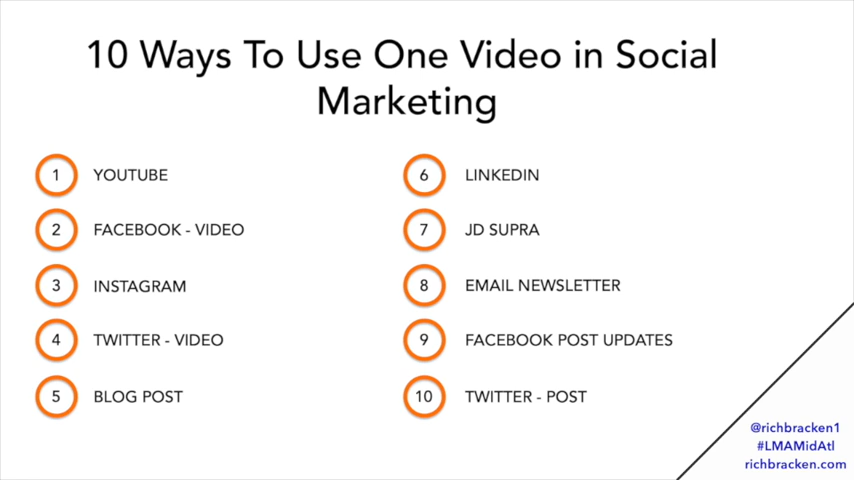 10 Ways To Use One Video in Social
Marketing
1 YOUTUBE
2 FACEBOOK - VIDEO
3 INSTAGRAM
4 TWITTER - VIDEO
5 BLOG POST
6 LINKEDIN
7 JD SUPRA
8 EMAIL NEWSLETTER
9 FACEBOOK POST UPDATES
10 TWITTER - POST
@richbracken1
#LMAMidAtl
richbracken.com